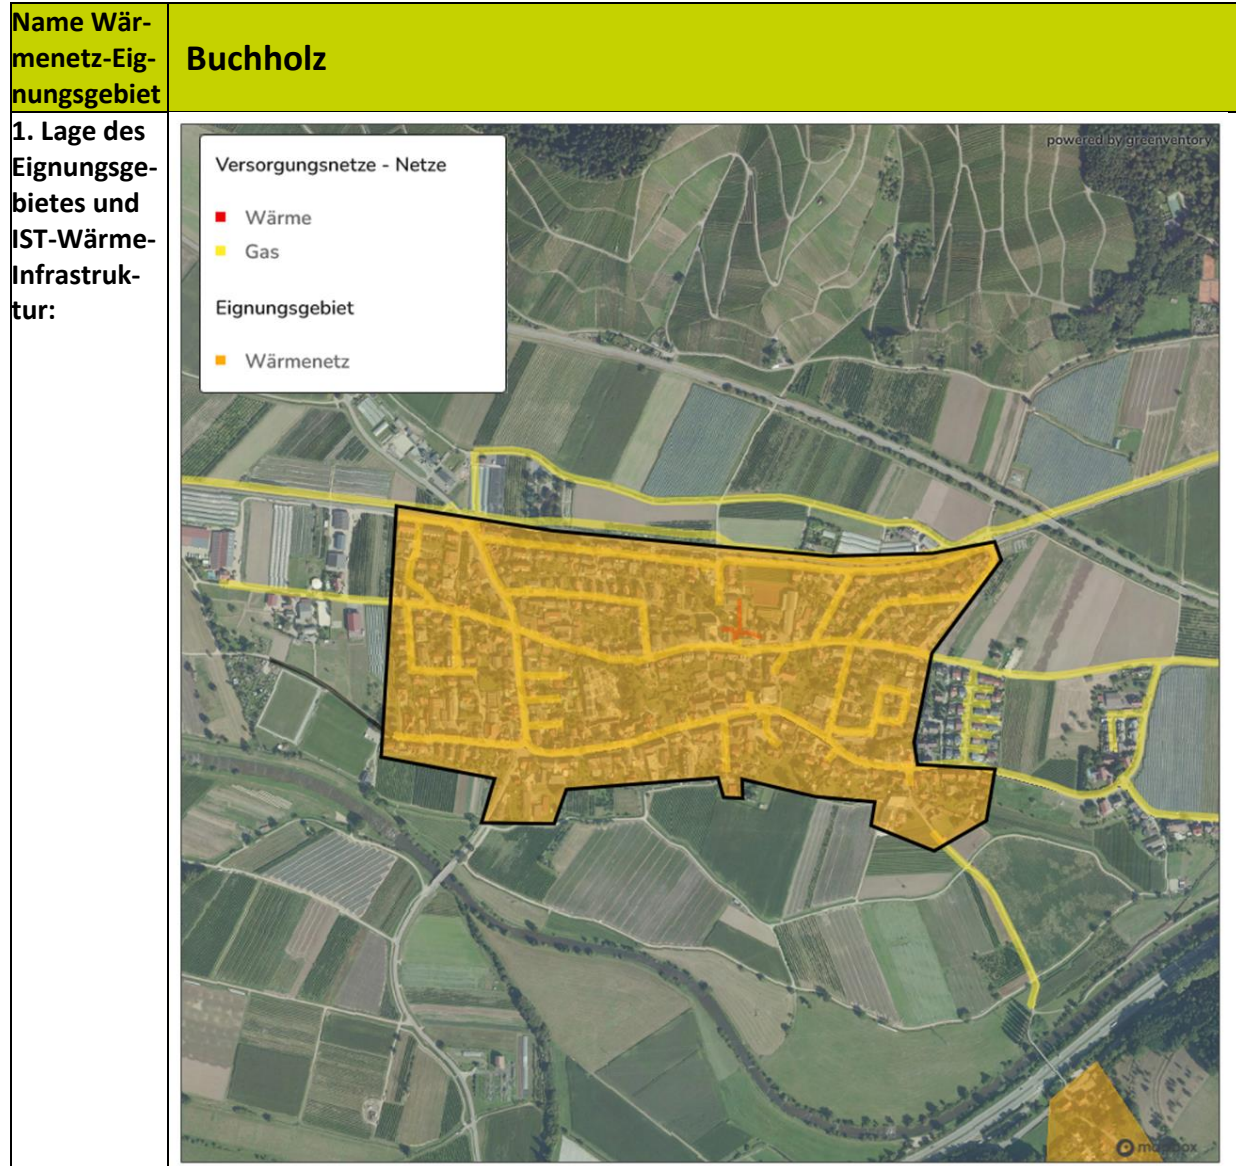 Name Wär-
menetz-Eig-
nungsgebiet
Buchholz
1. Lage des
Eignungsge-
bietes und
IST-Wärme-
Infrastruk-
tur:
powered by greenventory
Versorgungsnetze - Netze
Wärme
Gas
Eignungsgebiet
Wärmenetz
mapbox